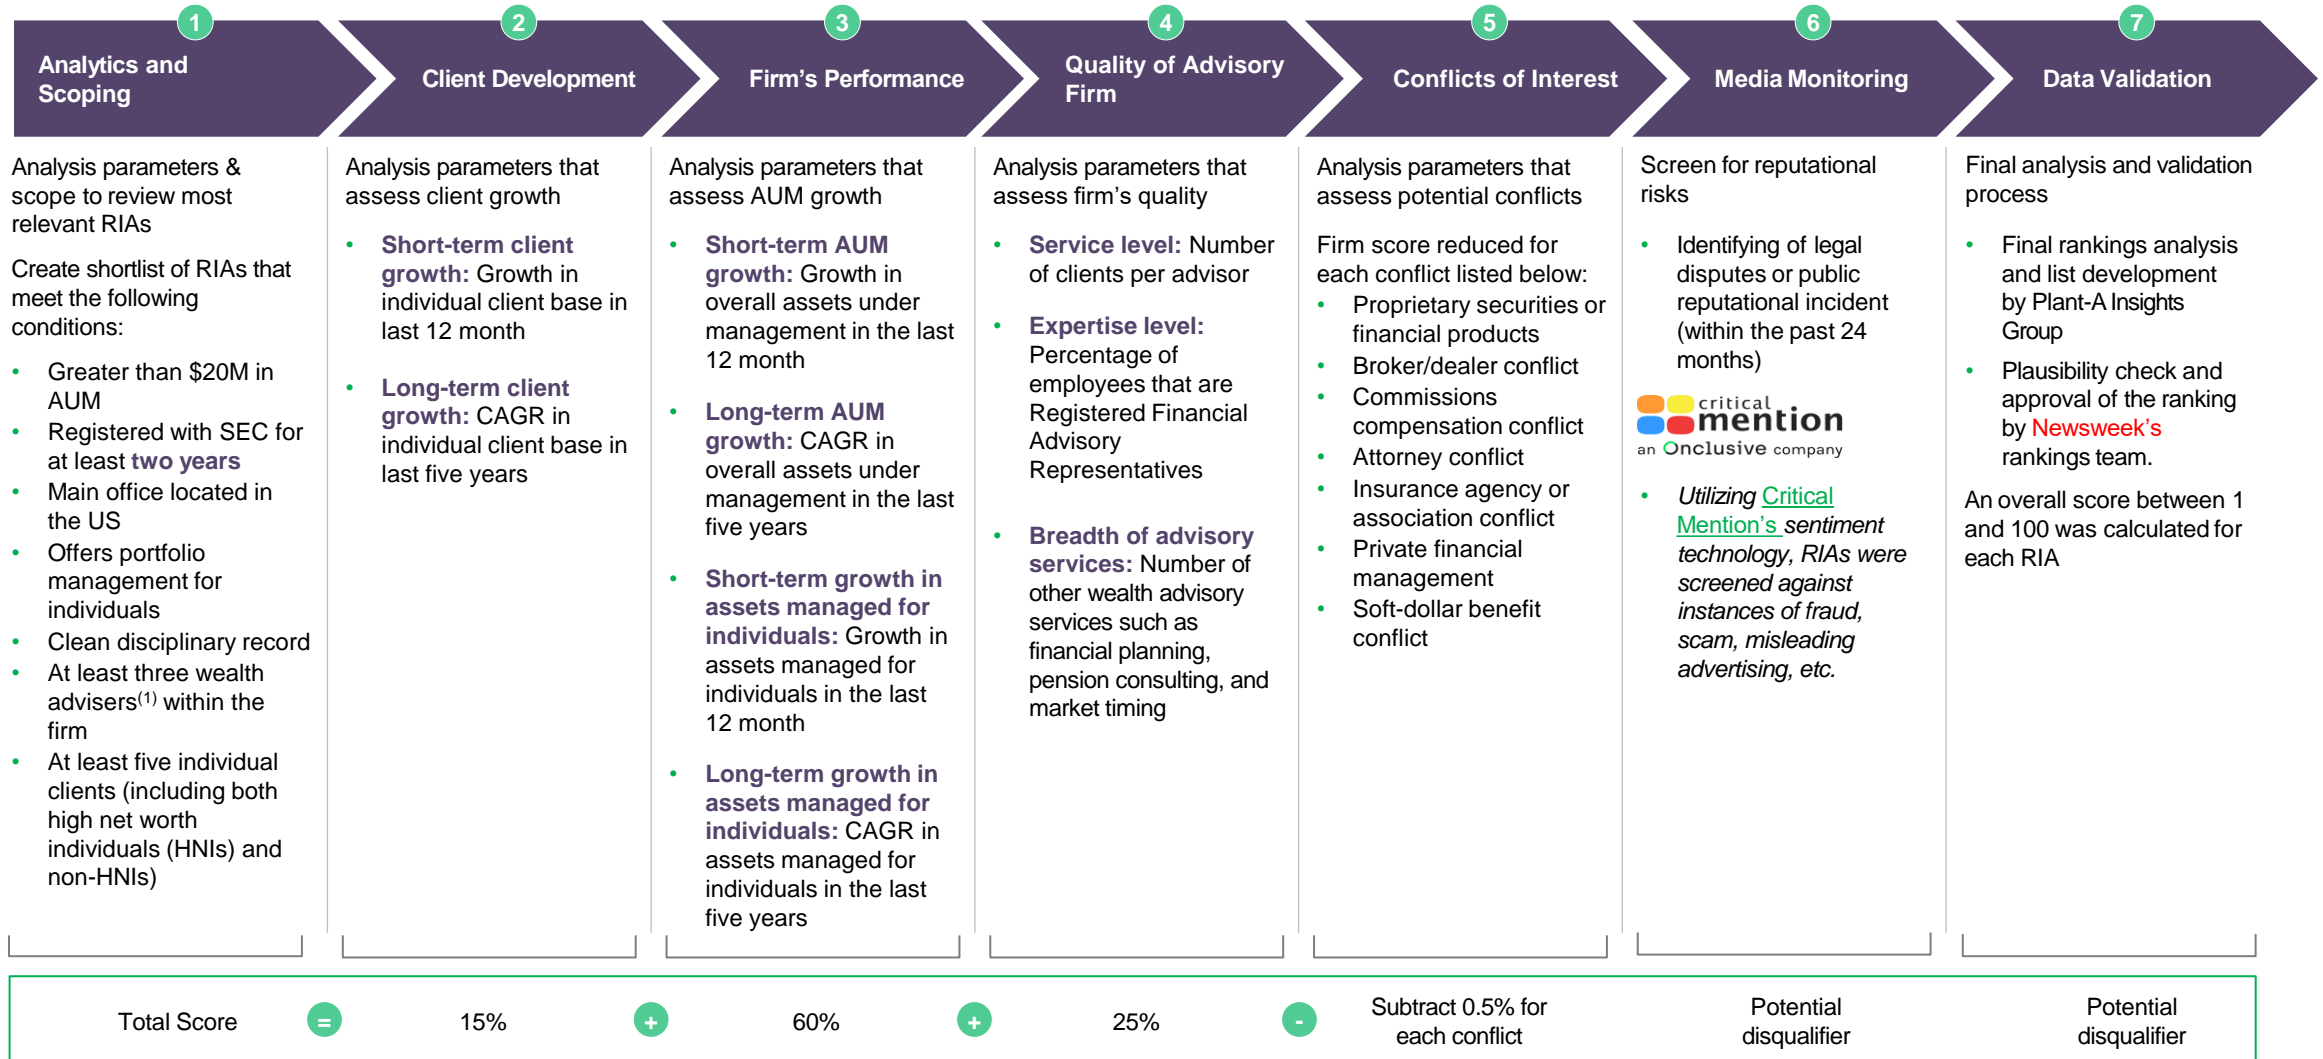 1
Analytics and
Scoping
2
Client Development
3
Firm's Performance
4
Quality of Advisory
Firm
5
Conflicts of Interest
6
Media Monitoring
7
Data Validation
Analysis parameters &
scope to review most
relevant RIAs
Create shortlist of RIAs that
meet the following
conditions:
• Greater than $20M in
AUM
• Registered with SEC for
at least two years
• Main office located in
the US
• Offers portfolio
management for
individuals
• Clean disciplinary record
• At least three wealth
advisers(1) within the
firm
• At least five individual
clients (including both
high net worth
individuals (HNIs) and
non-HNIs)
Analysis parameters that
assess client growth
• Short-term client
growth: Growth in
individual client base in
last 12 month
• Long-term client
growth: CAGR in
individual client base in
last five years
Analysis parameters that
assess AUM growth
• Short-term AUM
growth: Growth in
overall assets under
management in the last
12 month
• Long-term AUM
growth: CAGR in
overall assets under
management in the last
five years
• Short-term growth in
assets managed for
individuals: Growth in
assets managed for
individuals in the last
12 month
• Long-term growth in
assets managed for
individuals: CAGR in
assets managed for
individuals in the last
five years
Analysis parameters that
assess firm's quality
• Service level: Number
of clients per advisor
• Expertise level:
Percentage of
employees that are
Registered Financial
Advisory
Representatives
• Breadth of advisory
services: Number of
other wealth advisory
services such as
financial planning,
pension consulting, and
market timing
Analysis parameters that
assess potential conflicts
Firm score reduced for
each conflict listed below:
• Proprietary securities or
financial products
• Broker/dealer conflict
• Commissions
compensation conflict
• Attorney conflict
• Insurance agency or
association conflict
• Private financial
management
• Soft-dollar benefit
conflict
Screen for reputational
risks
• Identifying of legal
disputes or public
reputational incident
(within the past 24
months)
critical
mention
an Onclusive company
• Utilizing Critical
Mention's sentiment
technology, RIAs were
screened against
instances of fraud,
scam, misleading
advertising, etc.
Final analysis and validation
process
• Final rankings analysis
and list development
by Plant-A Insights
Group
• Plausibility check and
approval of the ranking
by Newsweek's
rankings team.
An overall score between 1
and 100 was calculated for
each RIA
Total Score
=
15%
+
60%
+
25%
-
Subtract 0.5% for
each conflict
Potential
disqualifier
Potential
disqualifier